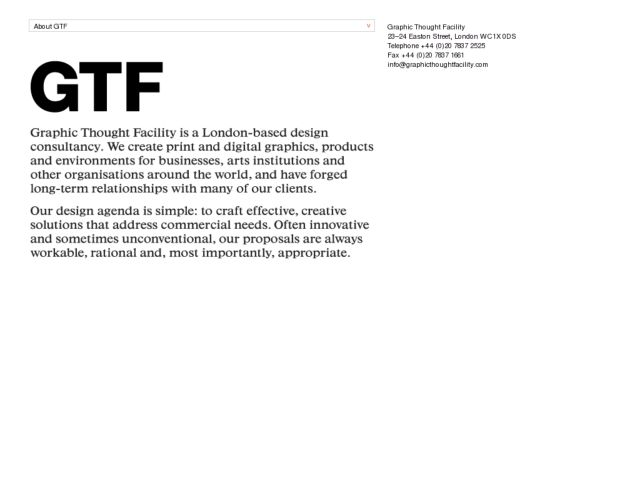 About GTF v
Graphic Thought Facility
23–24 Easton Street, London WC1X 0DS
Telephone +44 (0)20 7837 2525
Fax +44 (0)20 7837 1661
info@graphicthoughtfacility.com
GTF
Graphic Thought Facility is a London-based design
consultancy. We create print and digital graphics, products
and environments for businesses, arts institutions and
other organisations around the world, and have forged
long-term relationships with many of our clients.
Our design agenda is simple: to craft effective, creative
solutions that address commercial needs. Often innovative
and sometimes unconventional, our proposals are always
workable, rational and, most importantly, appropriate.